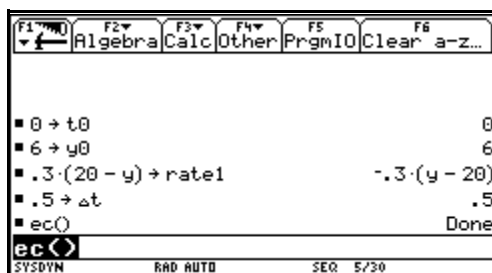 F1 F2 F3 F4 F5 F6
Algebra Calc Other PrgmIO Clear a-z…
▪ 0 → t0 0
▪ 6 → y0 6
▪ .3·(20 - y) → rate1 -.3·(y - 20)
▪ .5 → Δt .5
▪ ec() Done
ec()
SYSDYN RAD AUTO SEQ 5/30